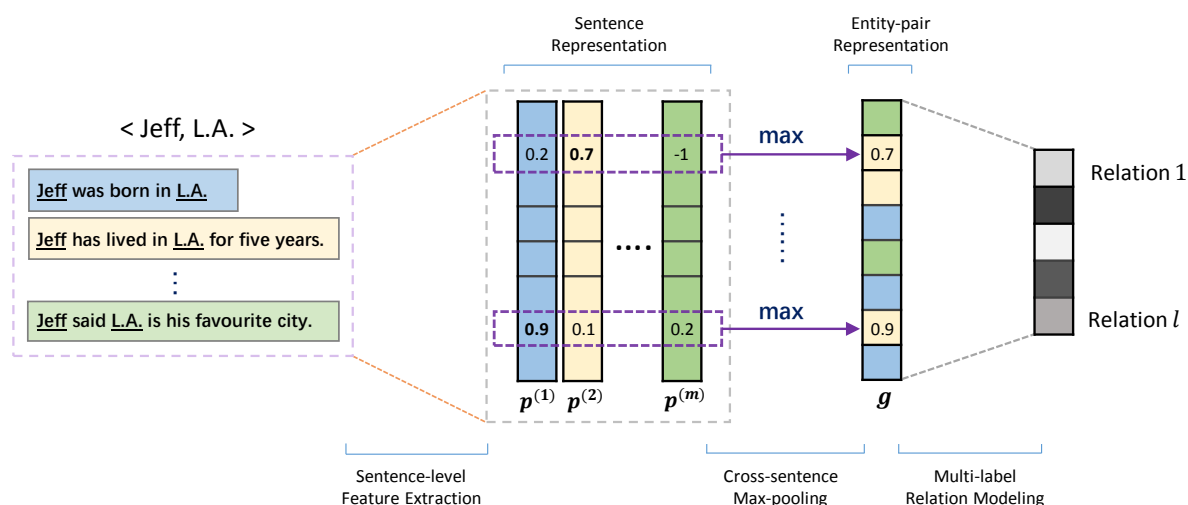 Sentence
Representation
Entity-pair
Representation
< Jeff, L.A. >
Jeff was born in L.A.
Jeff has lived in L.A. for five years.
⋮
Jeff said L.A. is his favourite city.
0.2 0.7 -1
....
0.9 0.1 0.2
p(1) p(2) p(m)
max
max
0.7
0.9
g
Relation 1
Relation l
Sentence-level
Feature Extraction
Cross-sentence
Max-pooling
Multi-label
Relation Modeling